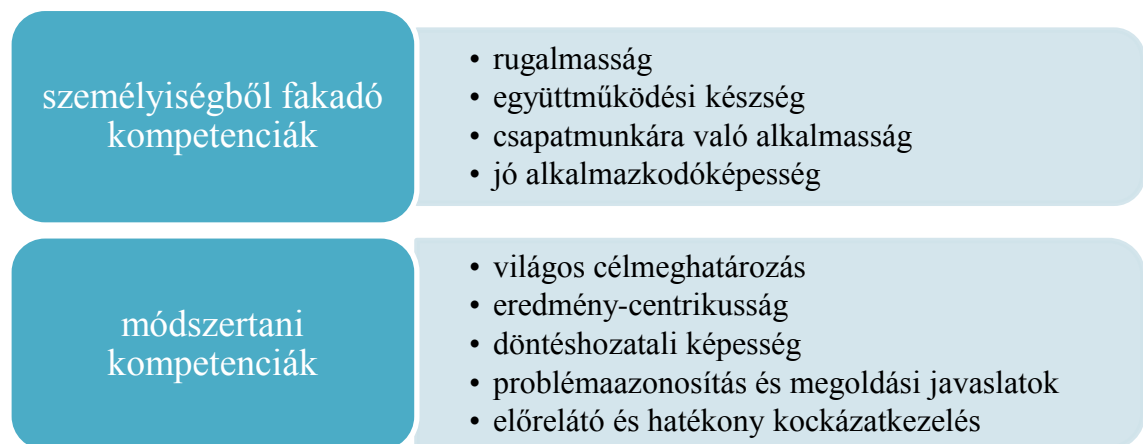 személyiségből fakadó
kompetenciák
• rugalmasság
• együttműködési készség
• csapatmunkára való alkalmasság
• jó alkalmazkodóképesség
módszertani
kompetenciák
• világos célmeghatározás
• eredmény-centrikusság
• döntéshozatali képesség
• problémaazonosítás és megoldási javaslatok
• előrelátó és hatékony kockázatkezelés